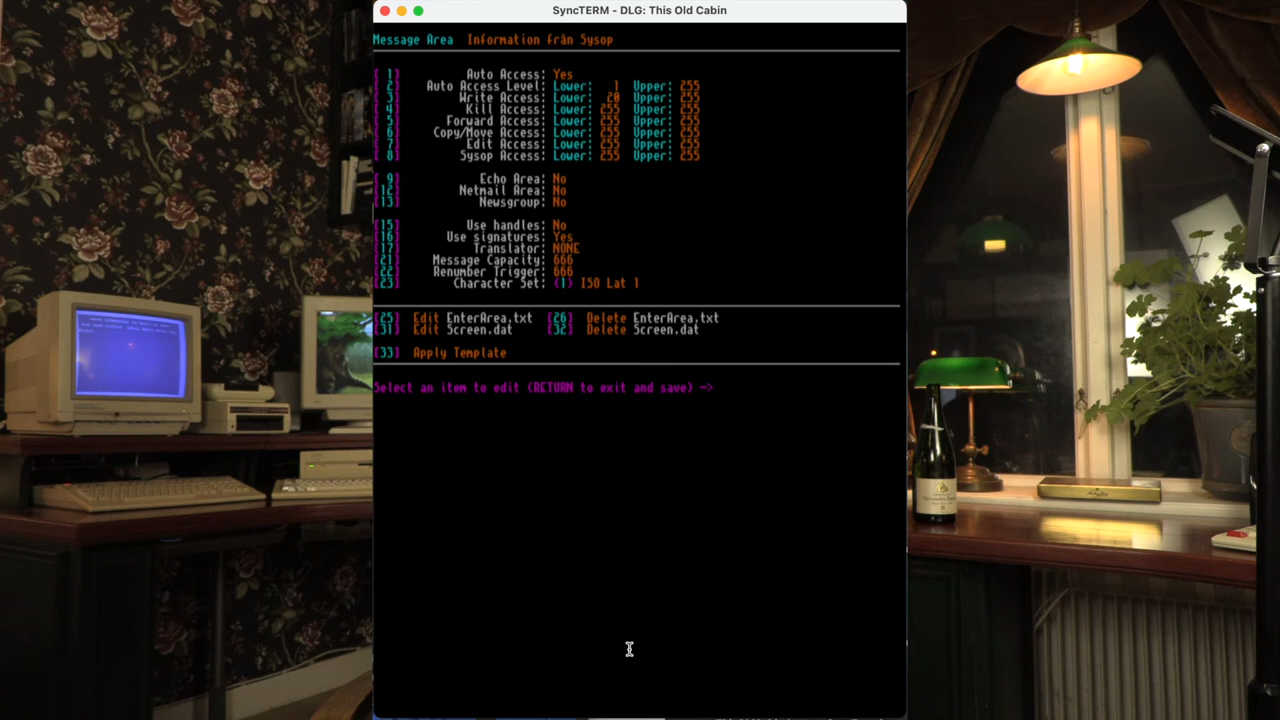 SyncTERM - DLG: This Old Cabin
Message Area Information från Sysop
[ 1] Auto Access: Yes
[ 2] Auto Access Level: Lower: 1 Upper: 255
[ 3] Write Access: Lower: 20 Upper: 255
[ 4] Kill Access: Lower: 255 Upper: 255
[ 5] Forward Access: Lower: 255 Upper: 255
[ 6] Copy/Move Access: Lower: 255 Upper: 255
[ 7] Edit Access: Lower: 255 Upper: 255
[ 8] Sysop Access: Lower: 255 Upper: 255
[ 9] Echo Area: No
[12] Netmail Area: No
[13] Newsgroup: No
[15] Use handles: No
[16] Use signatures: Yes
[17] Translator: NONE
[21] Message Capacity: 666
[22] Renumber Trigger: 666
[23] Character Set: (1) ISO Lat 1
[25] Edit EnterArea.txt [26] Delete EnterArea.txt
[31] Edit Screen.dat [32] Delete Screen.dat
[33] Apply Template
Select an item to edit (RETURN to exit and save) ->